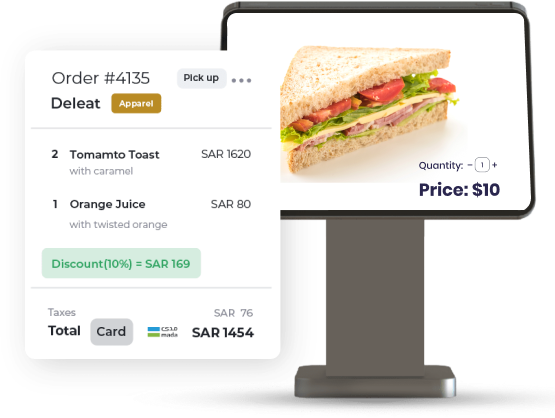 Order #4135
Pick up
Deleat
Apparel
2 Tomamto Toast SAR 1620
with caramel
1 Orange Juice SAR 80
with twisted orange
Discount(10%) = SAR 169
Taxes SAR 76
Total Card mada SAR 1454
Quantity: - 1 +
Price: $10